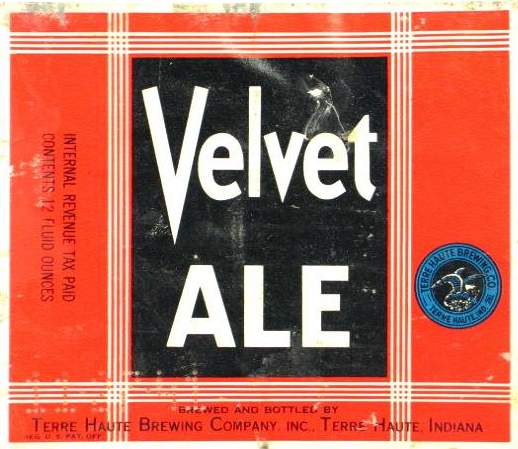 Velvet
ALE
INTERNAL REVENUE TAX PAID
CONTENTS 12 FLUID OUNCES
TERRE HAUTE BREWING CO.
TERRE HAUTE, IND.
BREWED AND BOTTLED BY
TERRE HAUTE BREWING COMPANY, INC., TERRE HAUTE, INDIANA
REG. U.S. PAT. OFF.